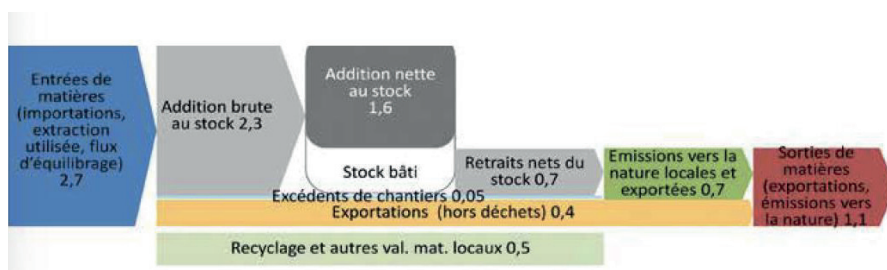 Entrées de
matières
(importations,
extraction
utilisée, flux
d'équilibrage)
2,7
Addition brute
au stock 2,3
Addition nette
au stock
1,6
Stock bâti
Retraits nets du
stock 0,7
Emissions vers la
nature locales et
exportées 0,7
Sorties de
matières
(exportations,
émissions vers
la nature) 1,1
Excédents de chantiers 0,05
Exportations (hors déchets) 0,4
Recyclage et autres val. mat. locaux 0,5